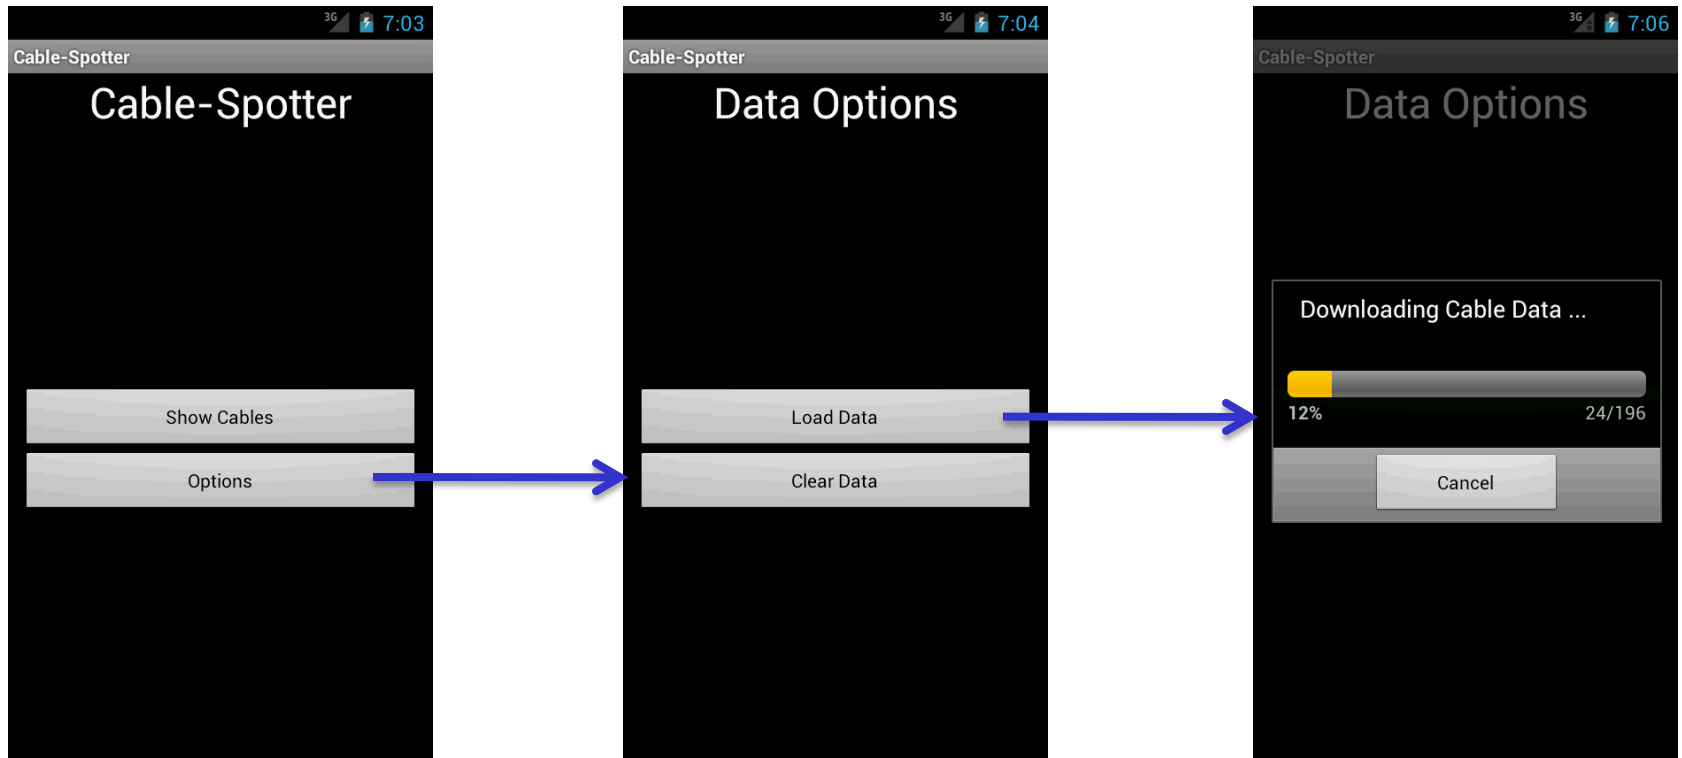 3G 7:03
Cable-Spotter
Cable-Spotter
Show Cables
Options
3G 7:04
Cable-Spotter
Data Options
Load Data
Clear Data
3G 7:06
Cable-Spotter
Data Options
Downloading Cable Data ...
12% 24/196
Cancel